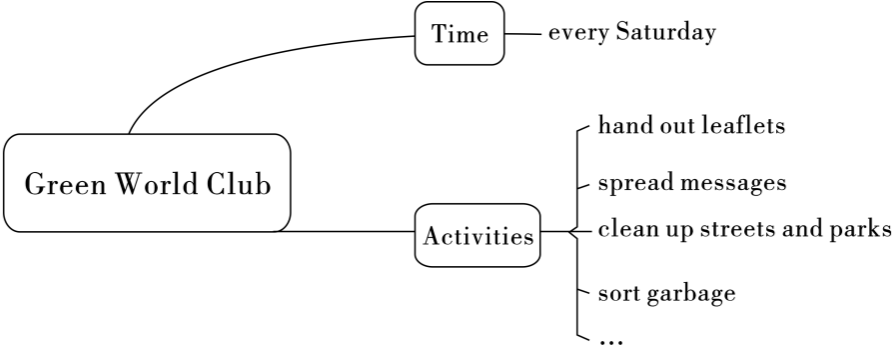 Time
every Saturday
Green World Club
Activities
hand out leaflets
spread messages
clean up streets and parks
sort garbage
...